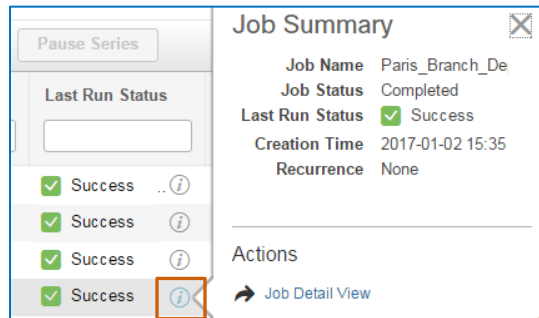 Pause Series
Last Run Status
Success ..
Success
Success
Success
Job Summary
Job Name Paris_Branch_De
Job Status Completed
Last Run Status Success
Creation Time 2017-01-02 15:35
Recurrence None
Actions
Job Detail View